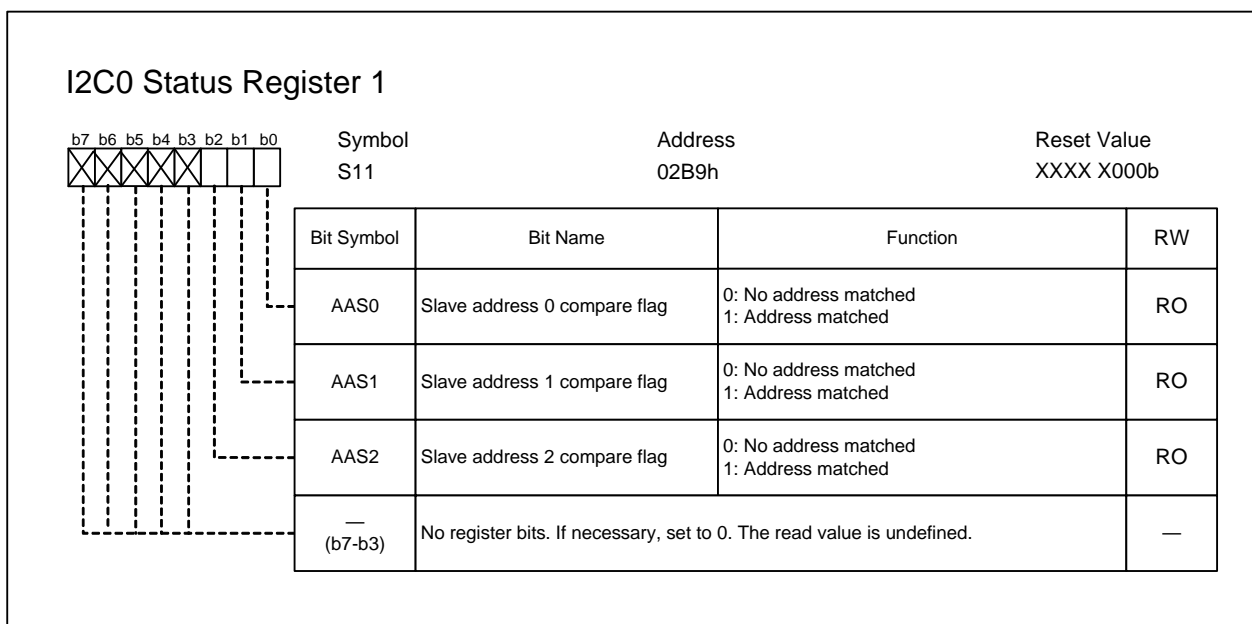 I2C0 Status Register 1
b7 b6 b5 b4 b3 b2 b1 b0
Symbol Address Reset Value
S11 02B9h XXXX X000b
Bit Symbol Bit Name Function RW
AAS0 Slave address 0 compare flag 0: No address matched
1: Address matched RO
AAS1 Slave address 1 compare flag 0: No address matched
1: Address matched RO
AAS2 Slave address 2 compare flag 0: No address matched
1: Address matched RO
—
(b7-b3) No register bits. If necessary, set to 0. The read value is undefined. —